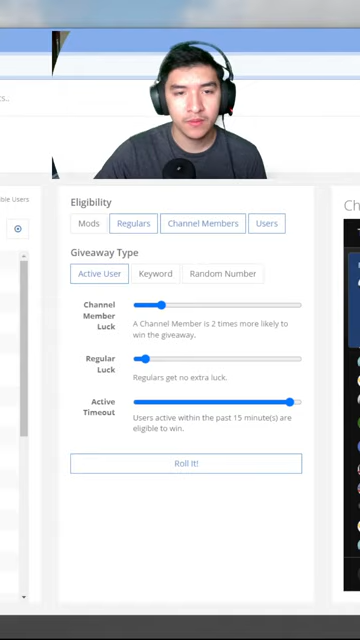 s..
ble Users
Eligibility
Mods
Regulars
Channel Members
Users
Giveaway Type
Active User
Keyword
Random Number
Channel
Member
Luck
A Channel Member is 2 times more likely to
win the giveaway.
Regular
Luck
Regulars get no extra luck.
Active
Timeout
Users active within the past 15 minute(s) are
eligible to win.
Roll It!
Ch